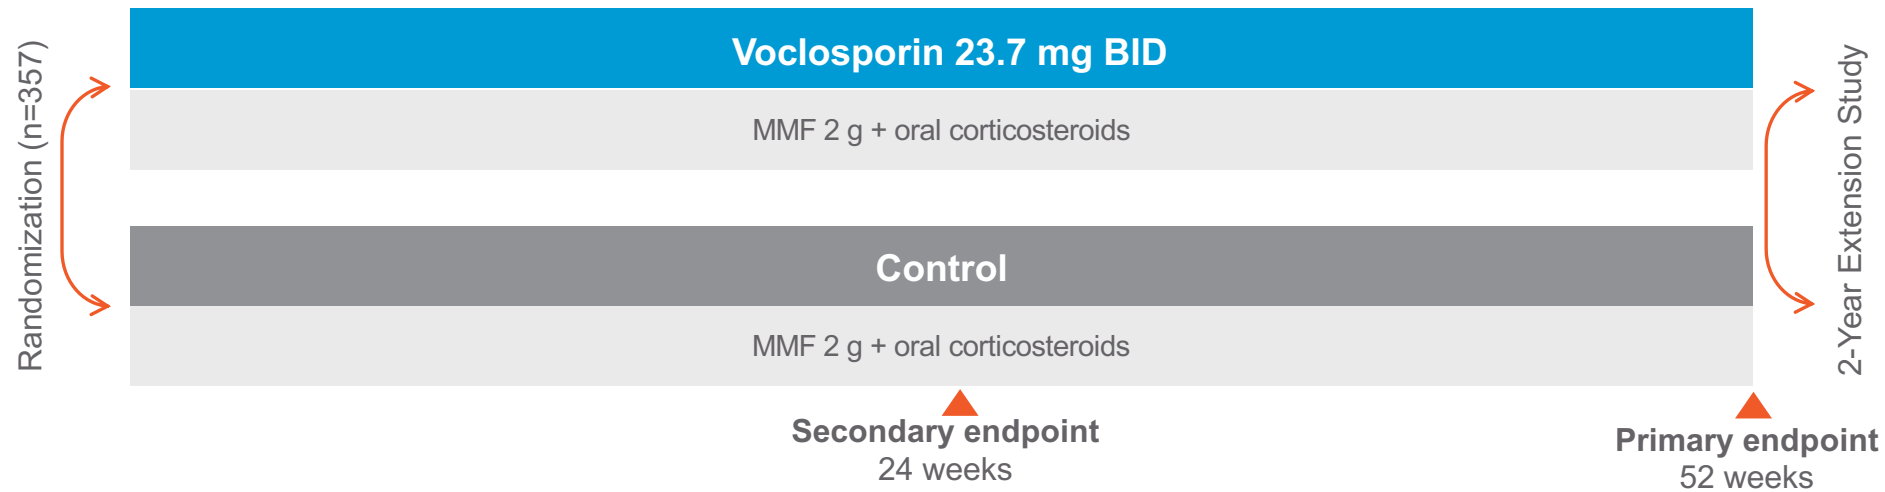 Randomization (n=357)
Voclosporin 23.7 mg BID
MMF 2 g + oral corticosteroids
Control
MMF 2 g + oral corticosteroids
Secondary endpoint
24 weeks
Primary endpoint
52 weeks
2-Year Extension Study